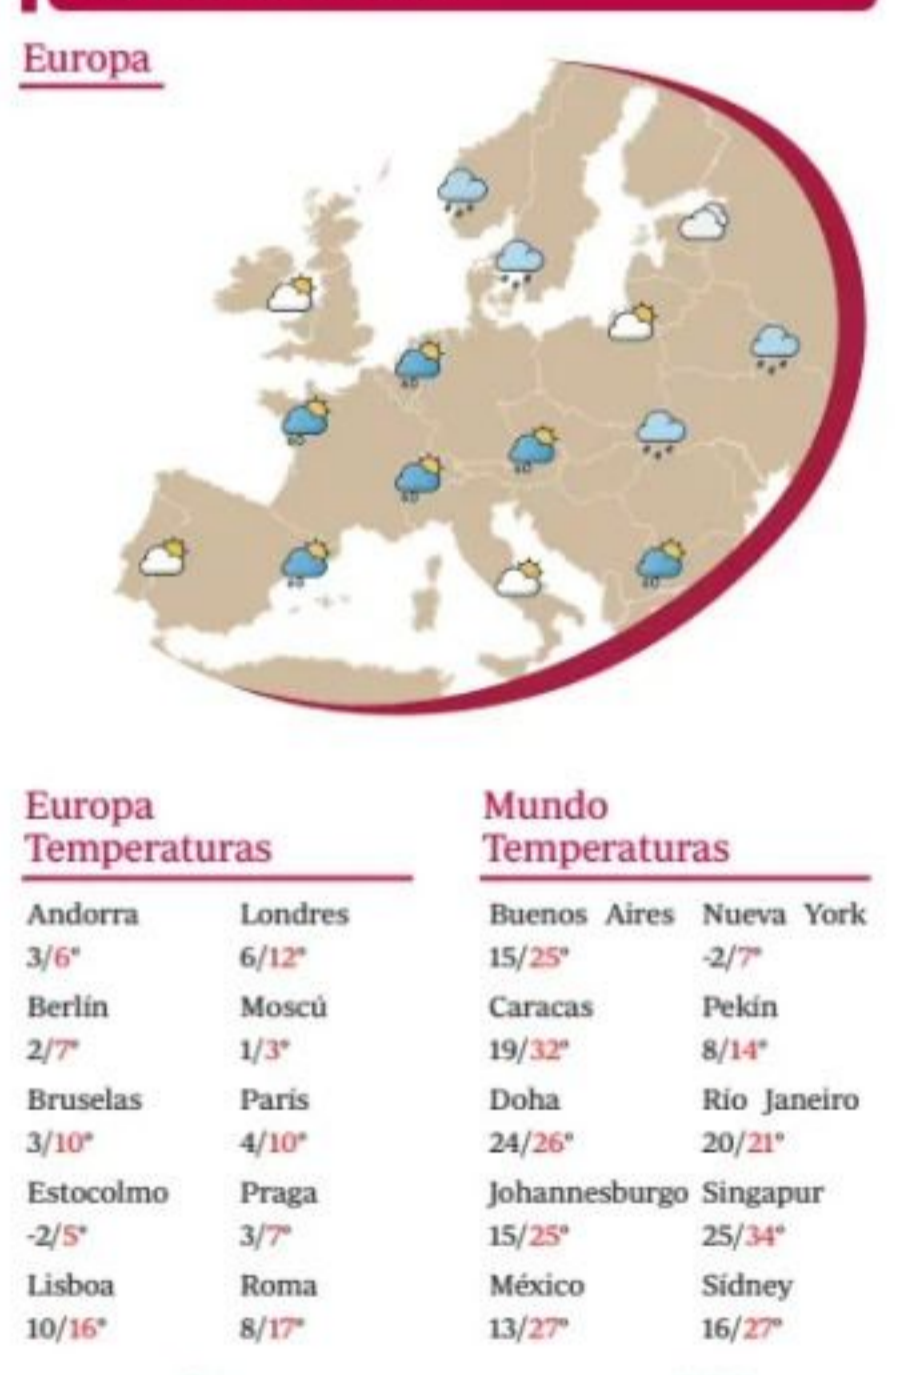 Europa
Europa
Temperaturas
Andorra
3/6°
Berlín
2/7°
Bruselas
3/10°
Estocolmo
-2/5°
Lisboa
10/16°
Londres
6/12°
Moscú
1/3°
París
4/10°
Praga
3/7°
Roma
8/17°
Mundo
Temperaturas
Buenos Aires
15/25°
Caracas
19/32°
Doha
24/26°
Johannesburgo
15/25°
México
13/27°
Nueva York
-2/7°
Pekín
8/14°
Río Janeiro
20/21°
Singapur
25/34°
Sídney
16/27°